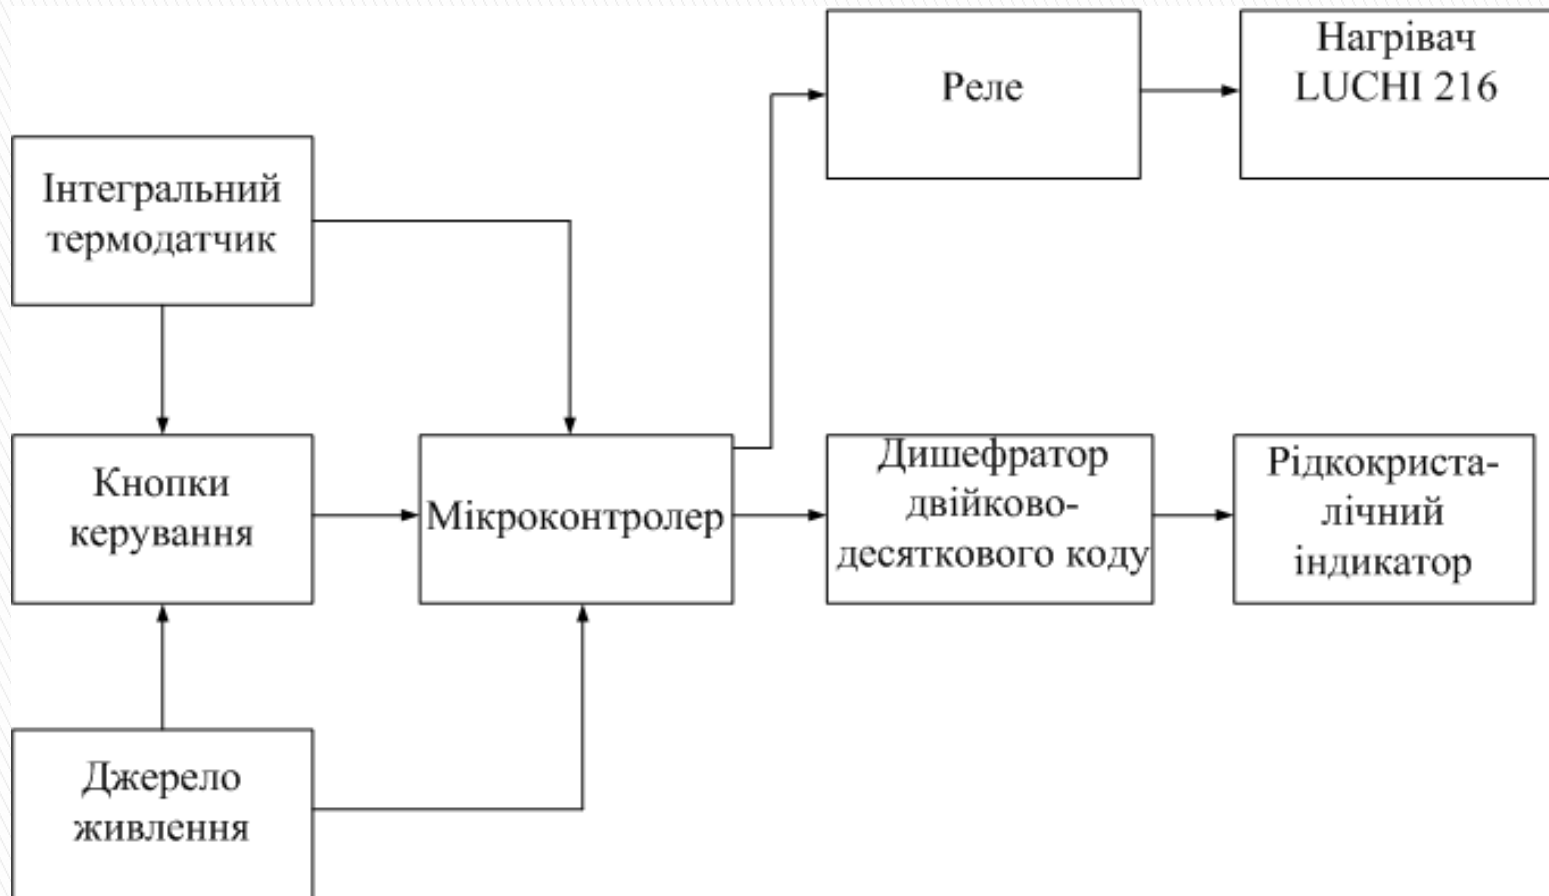 Реле
Нагрівач
LUCHI 216
Інтегральний
термодатчик
Кнопки
керування
Мікроконтролер
Дишефратор
двійково-
десяткового коду
Рідкокриста-
лічний
індикатор
Джерело
живлення